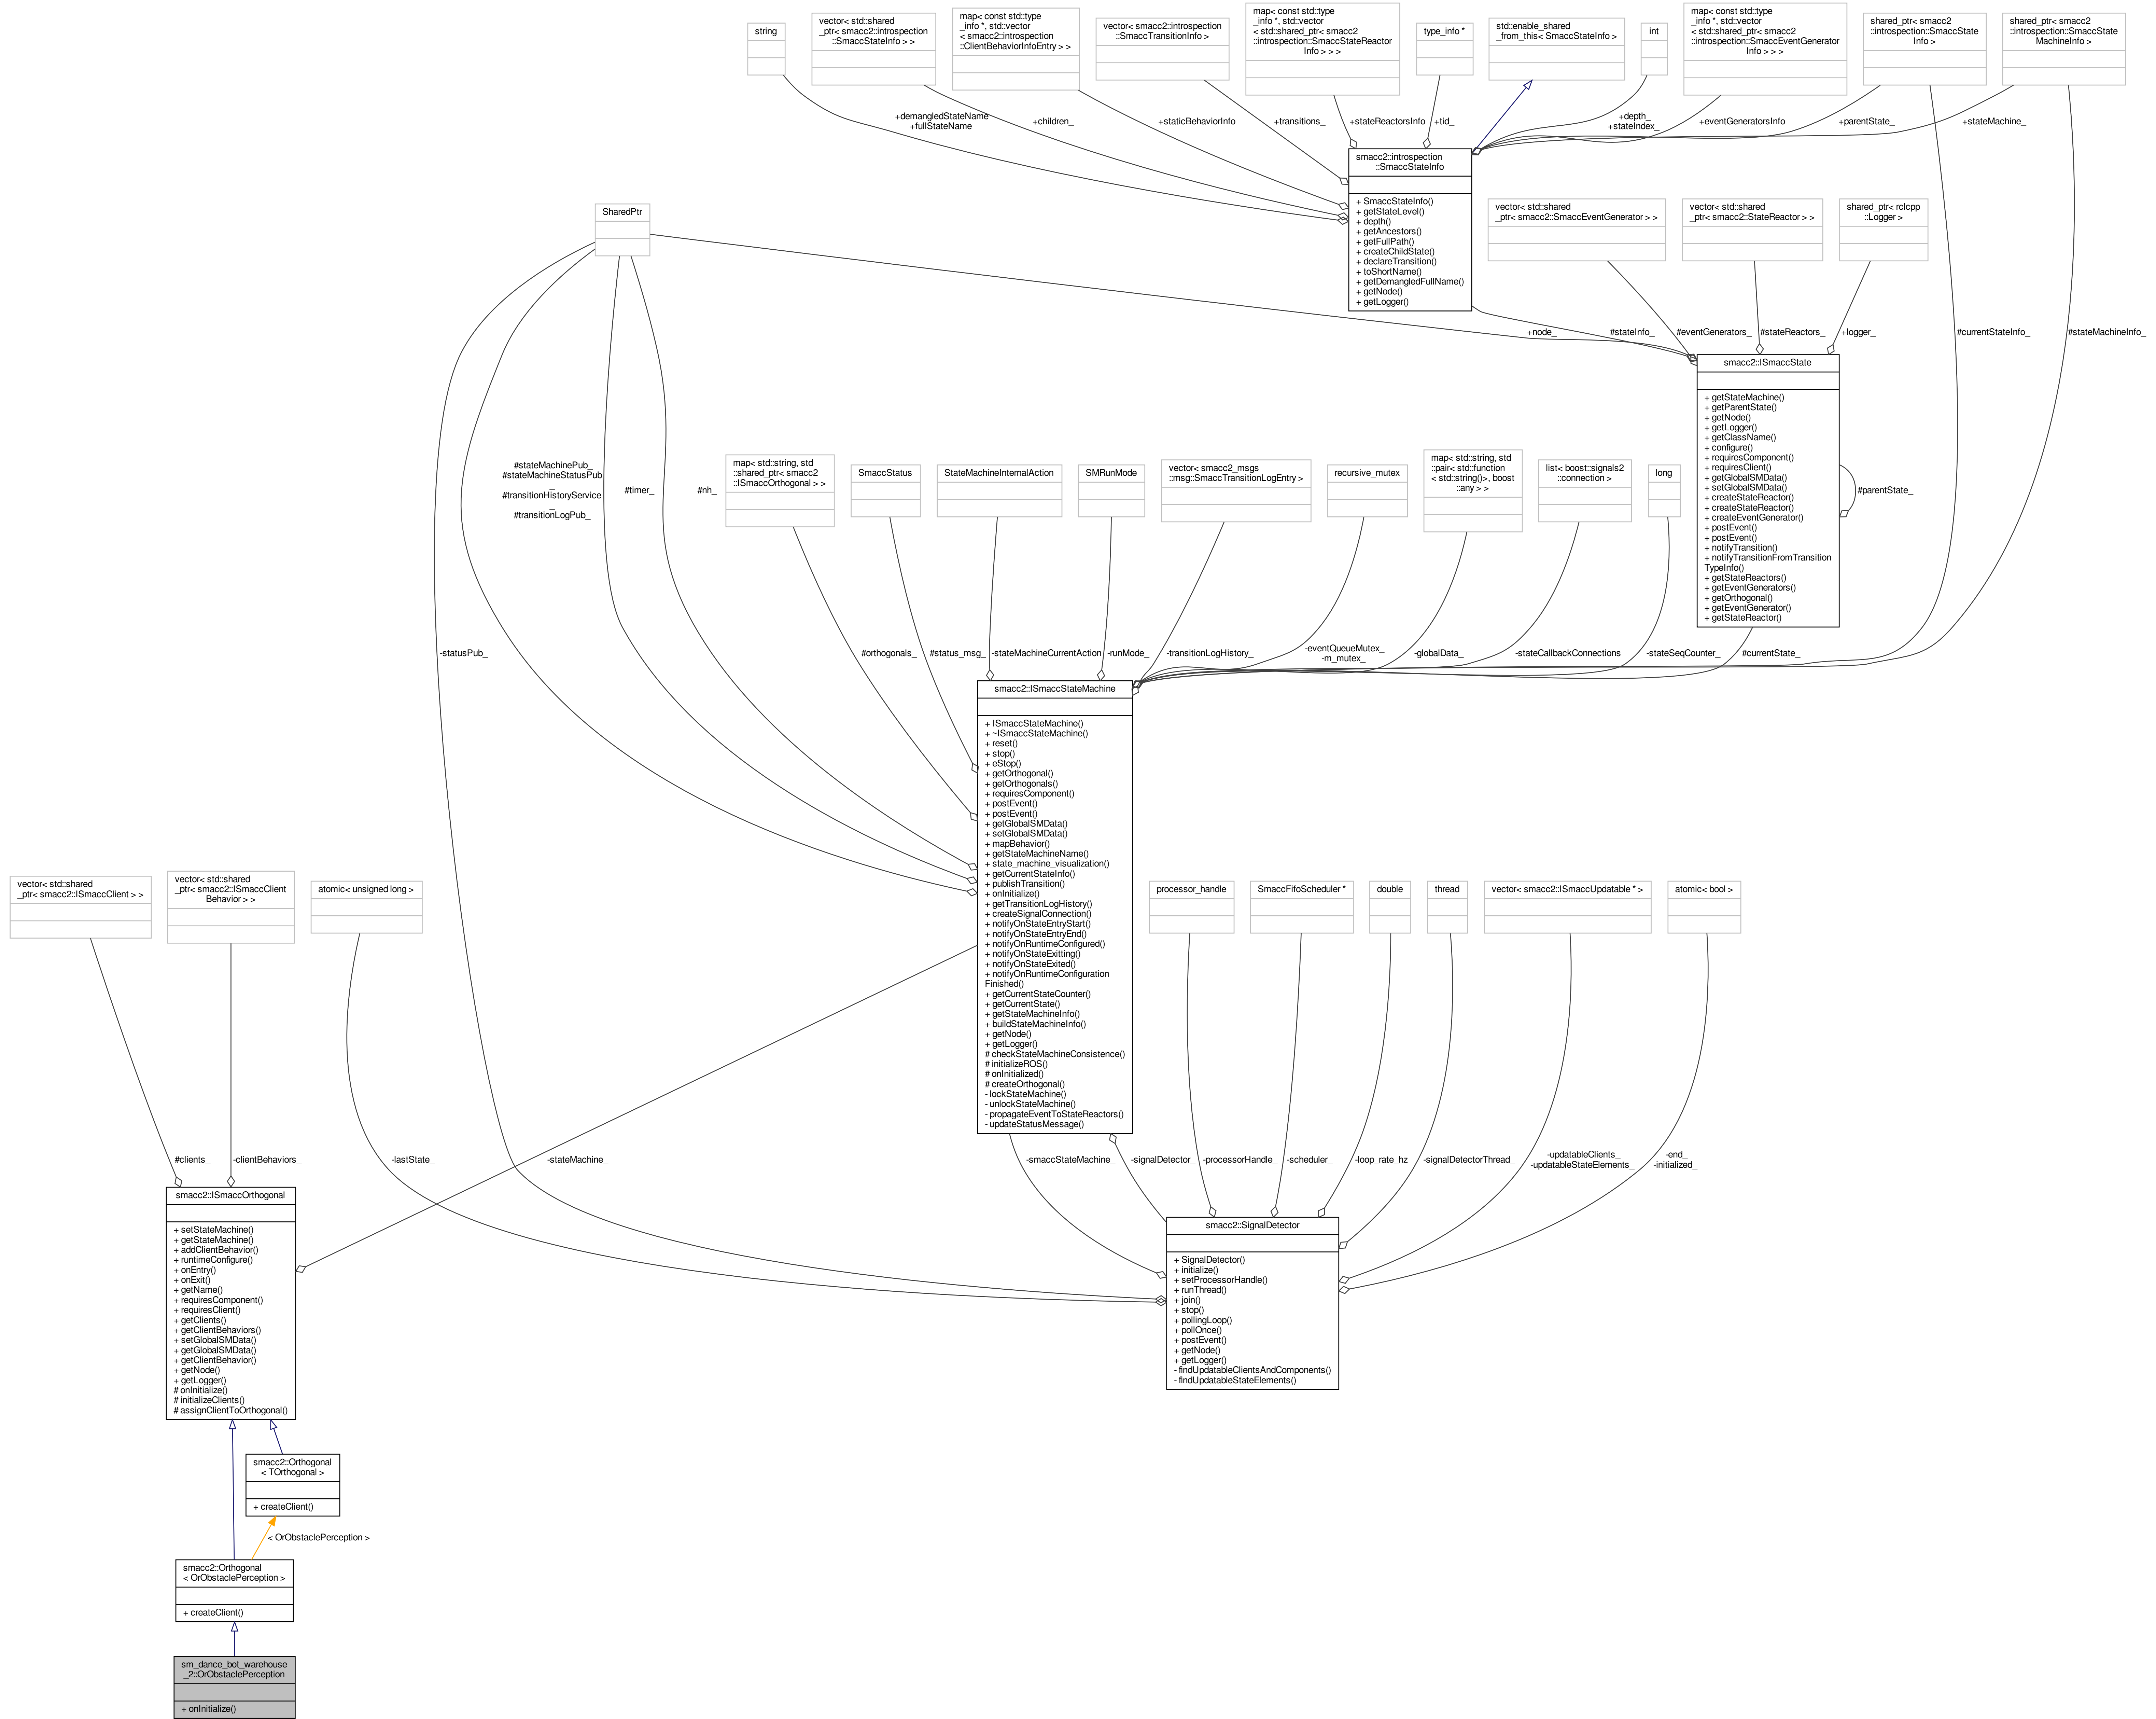 string
vector< std::shared
_ptr< smacc2::introspection
::SmaccStateInfo > >
map< const std::type
_info *, std::vector
< smacc2::introspection
::ClientBehaviorInfoEntry > >
vector< smacc2::introspection
::SmaccTransitionInfo >
map< const std::type
_info *, std::vector
< std::shared_ptr< smacc2
::introspection::SmaccStateReactor
Info > > >
type_info *
std::enable_shared
_from_this< SmaccStateInfo >
int
map< const std::type
_info *, std::vector
< std::shared_ptr< smacc2
::introspection::SmaccEventGenerator
Info > > >
shared_ptr< smacc2
::introspection::SmaccState
Info >
shared_ptr< smacc2
::introspection::SmaccState
MachineInfo >
+demangledStateName
+fullStateName
+children_
+staticBehaviorInfo
+transitions_
+stateReactorsInfo
+tid_
+depth_
+stateIndex_
+eventGeneratorsInfo
+parentState_
+stateMachine_
smacc2::introspection
::SmaccStateInfo
+ SmaccStateInfo()
+ getStateLevel()
+ depth()
+ getAncestors()
+ getFullPath()
+ createChildState()
+ declareTransition()
+ toShortName()
+ getDemangledFullName()
+ getNode()
+ getLogger()
SharedPtr
vector< std::shared
_ptr< smacc2::SmaccEventGenerator > >
vector< std::shared
_ptr< smacc2::StateReactor > >
shared_ptr< rclcpp
::Logger >
+node_
#stateInfo_
#eventGenerators_
#stateReactors_
+logger_
#currentStateInfo_
#stateMachineInfo_
smacc2::ISmaccState
+ getStateMachine()
+ getParentState()
+ getNode()
+ getLogger()
+ getClassName()
+ configure()
+ requiresComponent()
+ requiresClient()
+ getGlobalSMData()
+ setGlobalSMData()
+ createStateReactor()
+ createStateReactor()
+ createEventGenerator()
+ postEvent()
+ postEvent()
+ notifyTransition()
+ notifyTransitionFromTransition
TypeInfo()
+ getStateReactors()
+ getEventGenerators()
+ getOrthogonal()
+ getEventGenerator()
+ getStateReactor()
#parentState_
#stateMachinePub_
#stateMachineStatusPub
_
#transitionHistoryService
_
#transitionLogPub_
#timer_
#nh_
map< std::string, std
::shared_ptr< smacc2
::ISmaccOrthogonal > >
SmaccStatus
StateMachineInternalAction
SMRunMode
vector< smacc2_msgs
::msg::SmaccTransitionLogEntry >
recursive_mutex
map< std::string, std
::pair< std::function
< std::string()>, boost
::any > >
list< boost::signals2
::connection >
long
-statusPub_
#orthogonals_
#status_msg_
-stateMachineCurrentAction
-runMode_
-transitionLogHistory_
-eventQueueMutex_
-m_mutex_
-globalData_
-stateCallbackConnections
-stateSeqCounter_
#currentState_
smacc2::ISmaccStateMachine
+ ISmaccStateMachine()
+ ~ISmaccStateMachine()
+ reset()
+ stop()
+ eStop()
+ getOrthogonal()
+ getOrthogonals()
+ requiresComponent()
+ postEvent()
+ postEvent()
+ getGlobalSMData()
+ setGlobalSMData()
+ mapBehavior()
+ getStateMachineName()
+ state_machine_visualization()
+ getCurrentStateInfo()
+ publishTransition()
+ onInitialize()
+ getTransitionLogHistory()
+ createSignalConnection()
+ notifyOnStateEntryStart()
+ notifyOnStateEntryEnd()
+ notifyOnRuntimeConfigured()
+ notifyOnStateExitting()
+ notifyOnStateExited()
+ notifyOnRuntimeConfiguration
Finished()
+ getCurrentStateCounter()
+ getCurrentState()
+ getStateMachineInfo()
+ buildStateMachineInfo()
+ getNode()
+ getLogger()
# checkStateMachineConsistence()
# initializeROS()
# onInitialized()
# createOrthogonal()
- lockStateMachine()
- unlockStateMachine()
- propagateEventToStateReactors()
- updateStatusMessage()
vector< std::shared
_ptr< smacc2::ISmaccClient > >
vector< std::shared
_ptr< smacc2::ISmaccClient
Behavior > >
atomic< unsigned long >
processor_handle
SmaccFifoScheduler *
double
thread
vector< smacc2::ISmaccUpdatable * >
atomic< bool >
#clients_
-clientBehaviors_
-lastState_
-stateMachine_
-smaccStateMachine_
-signalDetector_
-processorHandle_
-scheduler_
-loop_rate_hz
-signalDetectorThread_
-updatableClients_
-updatableStateElements_
-end_
-initialized_
smacc2::ISmaccOrthogonal
+ setStateMachine()
+ getStateMachine()
+ addClientBehavior()
+ runtimeConfigure()
+ onEntry()
+ onExit()
+ getName()
+ requiresComponent()
+ requiresClient()
+ getClients()
+ getClientBehaviors()
+ setGlobalSMData()
+ getGlobalSMData()
+ getClientBehavior()
+ getNode()
+ getLogger()
# onInitialize()
# initializeClients()
# assignClientToOrthogonal()
smacc2::SignalDetector
+ SignalDetector()
+ initialize()
+ setProcessorHandle()
+ runThread()
+ join()
+ stop()
+ pollingLoop()
+ pollOnce()
+ postEvent()
+ getNode()
+ getLogger()
- findUpdatableClientsAndComponents()
- findUpdatableStateElements()
smacc2::Orthogonal
< TOrthogonal >
+ createClient()
< OrObstaclePerception >
smacc2::Orthogonal
< OrObstaclePerception >
+ createClient()
sm_dance_bot_warehouse
_2::OrObstaclePerception
+ onInitialize()